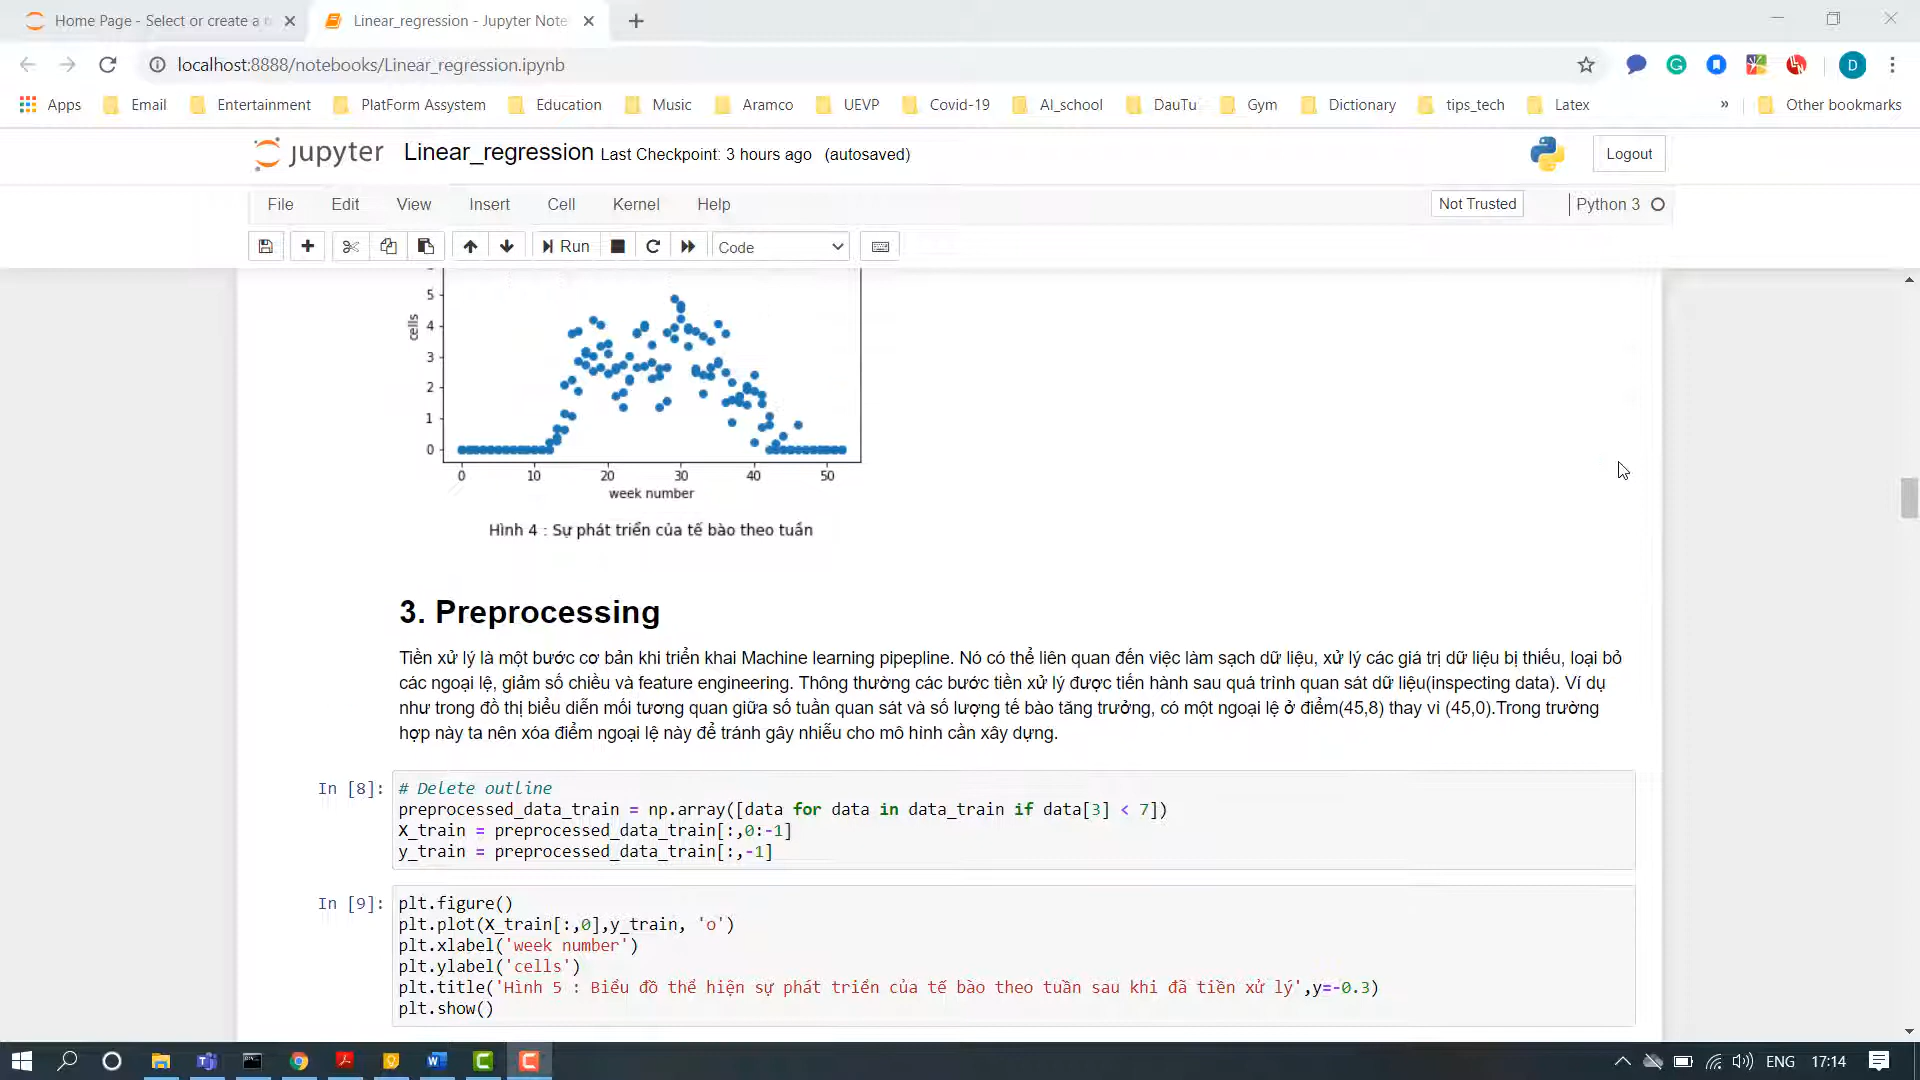 Home Page - Select or create a
Linear_regression - Jupyter Note
localhost:8888/notebooks/Linear_regression.ipynb
D
Apps
Email
Entertainment
PlatForm Assystem
Education
Music
Aramco
UEVP
Covid-19
AI_school
DauTu
Gym
Dictionary
tips_tech
Latex
»
Other bookmarks
jupyter Linear_regression Last Checkpoint: 3 hours ago (autosaved)
Logout
File Edit View Insert Cell Kernel Help
Not Trusted
Python 3
Run
Code
5
4
3
2
1
0
cells
0 10 20 30 40 50
week number
Hình 4 : Sự phát triển của tế bào theo tuần
3. Preprocessing
Tiền xử lý là một bước cơ bản khi triển khai Machine learning pipepline. Nó có thể liên quan đến việc làm sạch dữ liệu, xử lý các giá trị dữ liệu bị thiếu, loại bỏ
các ngoại lệ, giảm số chiều và feature engineering. Thông thường các bước tiền xử lý được tiến hành sau quá trình quan sát dữ liệu(inspecting data). Ví dụ
như trong đồ thị biểu diễn mối tương quan giữa số tuần quan sát và số lượng tế bào tăng trưởng, có một ngoại lệ ở điểm(45,8) thay vì (45,0).Trong trường
hợp này ta nên xóa điểm ngoại lệ này để tránh gây nhiễu cho mô hình cần xây dựng.
In [8]:
# Delete outline
preprocessed_data_train = np.array([data for data in data_train if data[3] < 7])
X_train = preprocessed_data_train[:,0:-1]
y_train = preprocessed_data_train[:,-1]
In [9]:
plt.figure()
plt.plot(X_train[:,0],y_train, 'o')
plt.xlabel('week number')
plt.ylabel('cells')
plt.title('Hình 5 : Biểu đồ thể hiện sự phát triển của tế bào theo tuần sau khi đã tiền xử lý',y=-0.3)
plt.show()
ENG
17:14